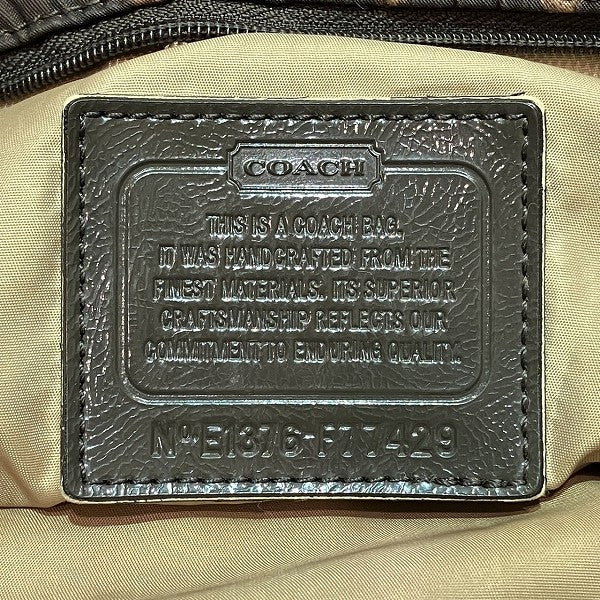 COACH
THIS IS A COACH BAG.
IT WAS HANDCRAFTED FROM THE
FINEST MATERIALS. ITS SUPERIOR
CRAFTSMANSHIP REFLECTS OUR
COMMITMENT TO ENDURING QUALITY.
Nº E1376-F77429